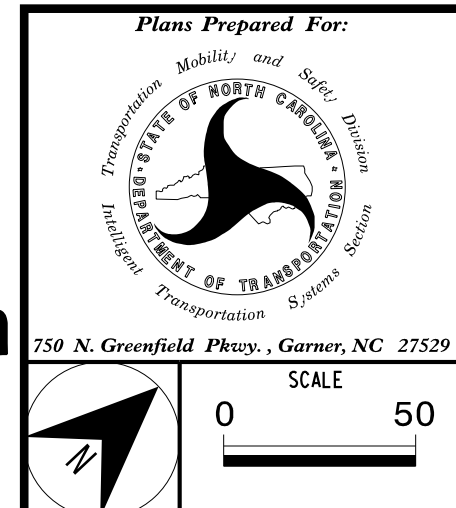 Plans Prepared For:
Transportation Mobility and Safety Division
STATE OF NORTH CAROLINA
DEPARTMENT OF TRANSPORTATION
Intelligent Transportation Systems Section
750 N. Greenfield Pkwy. , Garner, NC 27529
SCALE
0 50
N